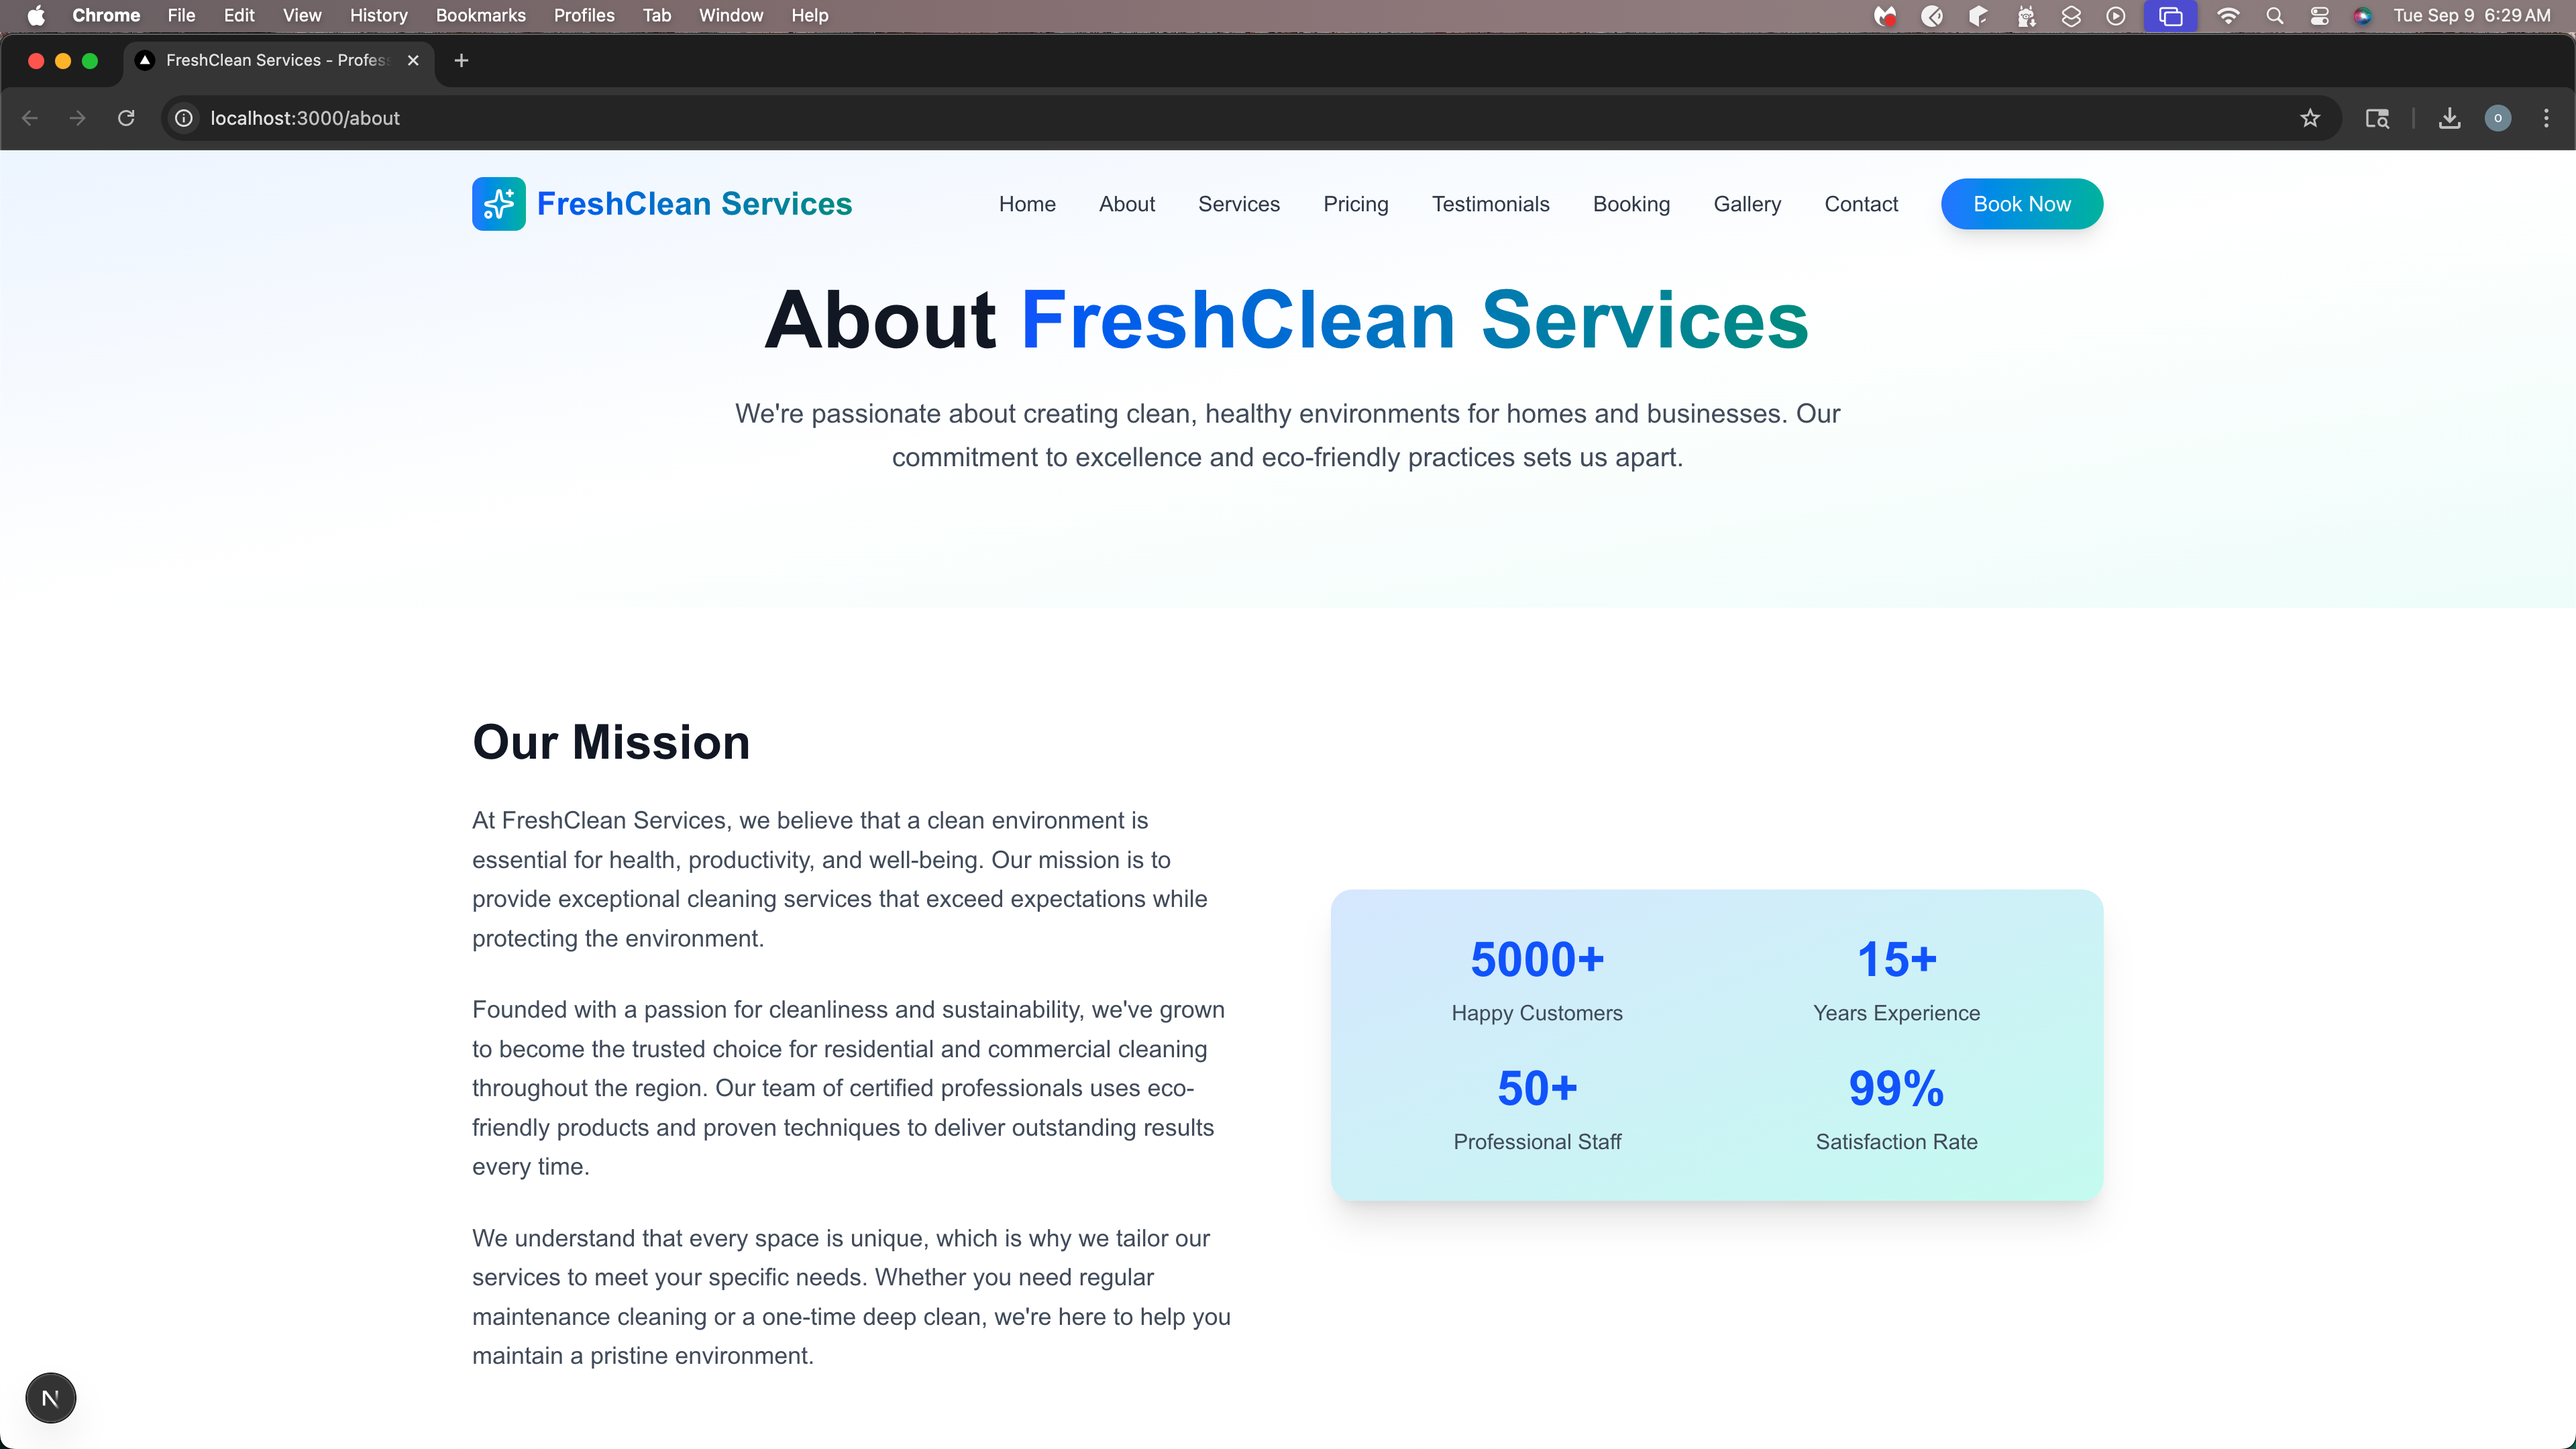 Chrome File Edit View History Bookmarks Profiles Tab Window Help Tue Sep 9 6:29 AM
FreshClean Services - Profes
localhost:3000/about
FreshClean Services Home About Services Pricing Testimonials Booking Gallery Contact Book Now
About FreshClean Services
We're passionate about creating clean, healthy environments for homes and businesses. Our
commitment to excellence and eco-friendly practices sets us apart.
Our Mission
At FreshClean Services, we believe that a clean environment is
essential for health, productivity, and well-being. Our mission is to
provide exceptional cleaning services that exceed expectations while
protecting the environment.
Founded with a passion for cleanliness and sustainability, we've grown
to become the trusted choice for residential and commercial cleaning
throughout the region. Our team of certified professionals uses eco-
friendly products and proven techniques to deliver outstanding results
every time.
We understand that every space is unique, which is why we tailor our
services to meet your specific needs. Whether you need regular
maintenance cleaning or a one-time deep clean, we're here to help you
maintain a pristine environment.
5000+ 15+
Happy Customers Years Experience
50+ 99%
Professional Staff Satisfaction Rate
N